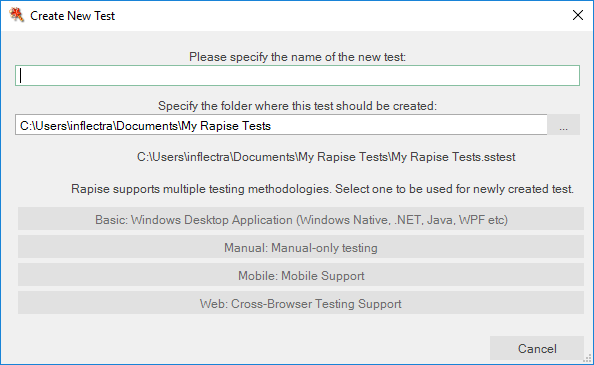 Create New Test
Please specify the name of the new test:
Specify the folder where this test should be created:
C:\Users\inflectra\Documents\My Rapise Tests
...
C:\Users\inflectra\Documents\My Rapise Tests\My Rapise Tests.sstest
Rapise supports multiple testing methodologies. Select one to be used for newly created test.
Basic: Windows Desktop Application (Windows Native, .NET, Java, WPF etc)
Manual: Manual-only testing
Mobile: Mobile Support
Web: Cross-Browser Testing Support
Cancel